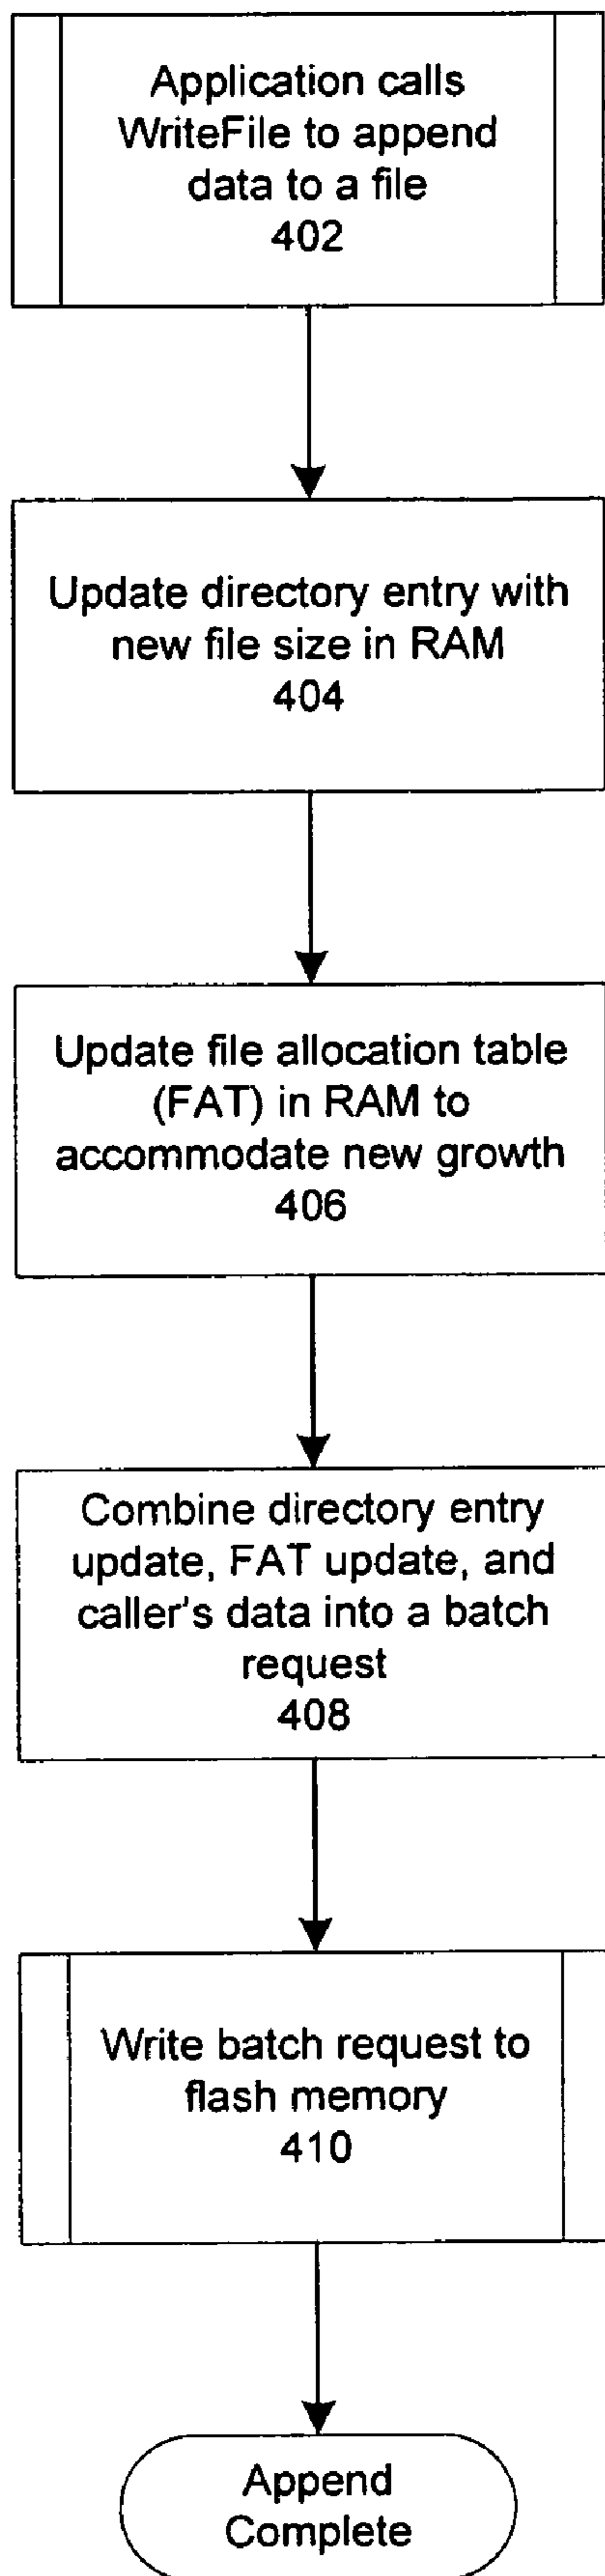 Application calls
WriteFile to append
data to a file
402
Update directory entry with
new file size in RAM
404
Update file allocation table
(FAT) in RAM to
accommodate new growth
406
Combine directory entry
update, FAT update, and
caller's data into a batch
request
408
Write batch request to
flash memory
410
Append
Complete